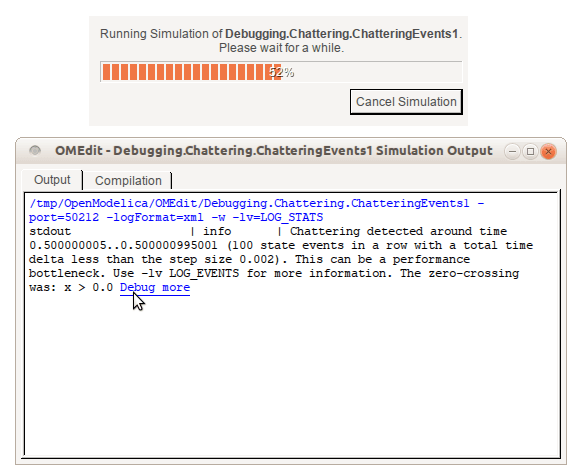 Running Simulation of Debugging.Chattering.ChatteringEvents1.
Please wait for a while.
52%
Cancel Simulation
OMEdit - Debugging.Chattering.ChatteringEvents1 Simulation Output
Output Compilation
/tmp/OpenModelica/OMEdit/Debugging.Chattering.ChatteringEvents1 -
port=50212 -logFormat=xml -w -lv=LOG_STATS
stdout | info | Chattering detected around time
0.500000005..0.500000995001 (100 state events in a row with a total time
delta less than the step size 0.002). This can be a performance
bottleneck. Use -lv LOG_EVENTS for more information. The zero-crossing
was: x > 0.0 Debug more